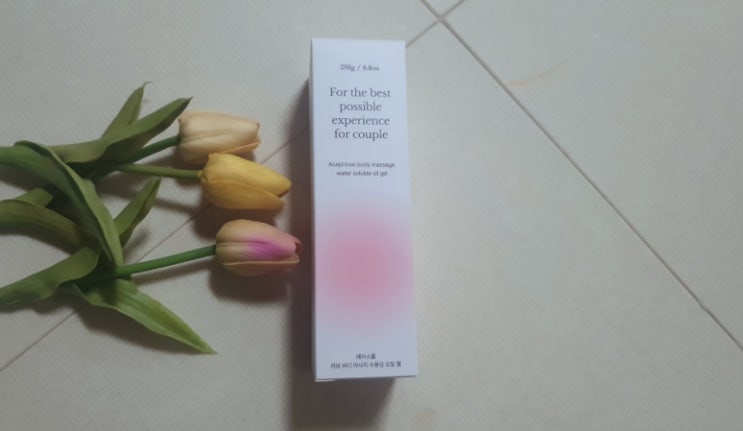 250g / 8.8oz
For the best
possible
experience
for couple
Acepl love body massage
water soluble oil gel
에이스플
러브 바디 마사지 수용성 오일 젤